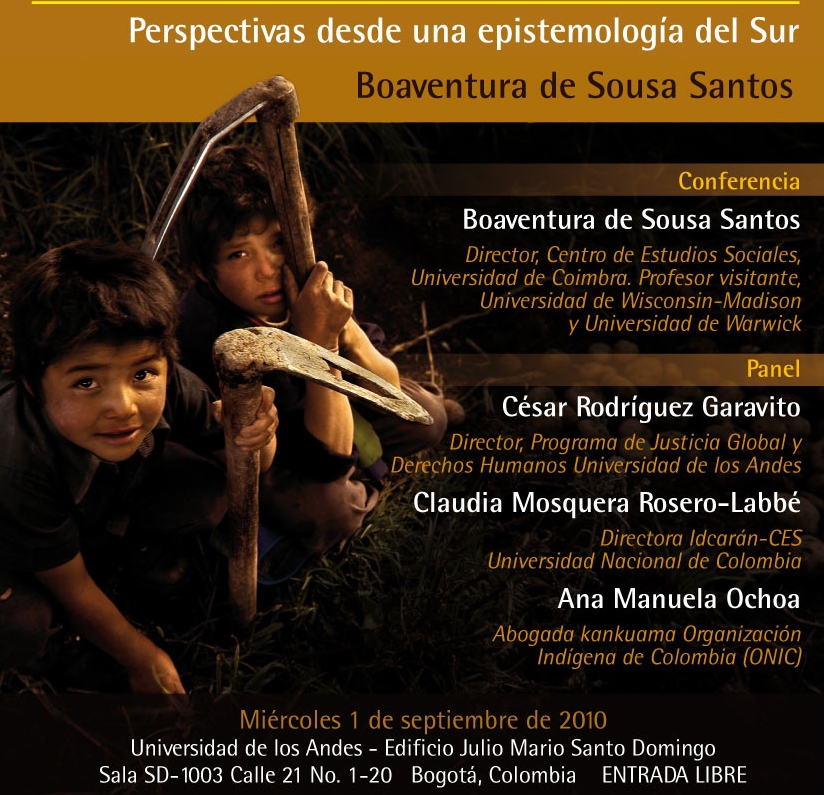 Perspectivas desde una epistemología del Sur
Boaventura de Sousa Santos
Conferencia
Boaventura de Sousa Santos
Director, Centro de Estudios Sociales,
Universidad de Coimbra. Profesor visitante,
Universidad de Wisconsin-Madison
y Universidad de Warwick
Panel
César Rodríguez Garavito
Director, Programa de Justicia Global y
Derechos Humanos Universidad de los Andes
Claudia Mosquera Rosero-Labbé
Directora Idcarán-CES
Universidad Nacional de Colombia
Ana Manuela Ochoa
Abogada kankuama Organización
Indígena de Colombia (ONIC)
Miércoles 1 de septiembre de 2010
Universidad de los Andes - Edificio Julio Mario Santo Domingo
Sala SD-1003 Calle 21 No. 1-20 Bogotá, Colombia ENTRADA LIBRE